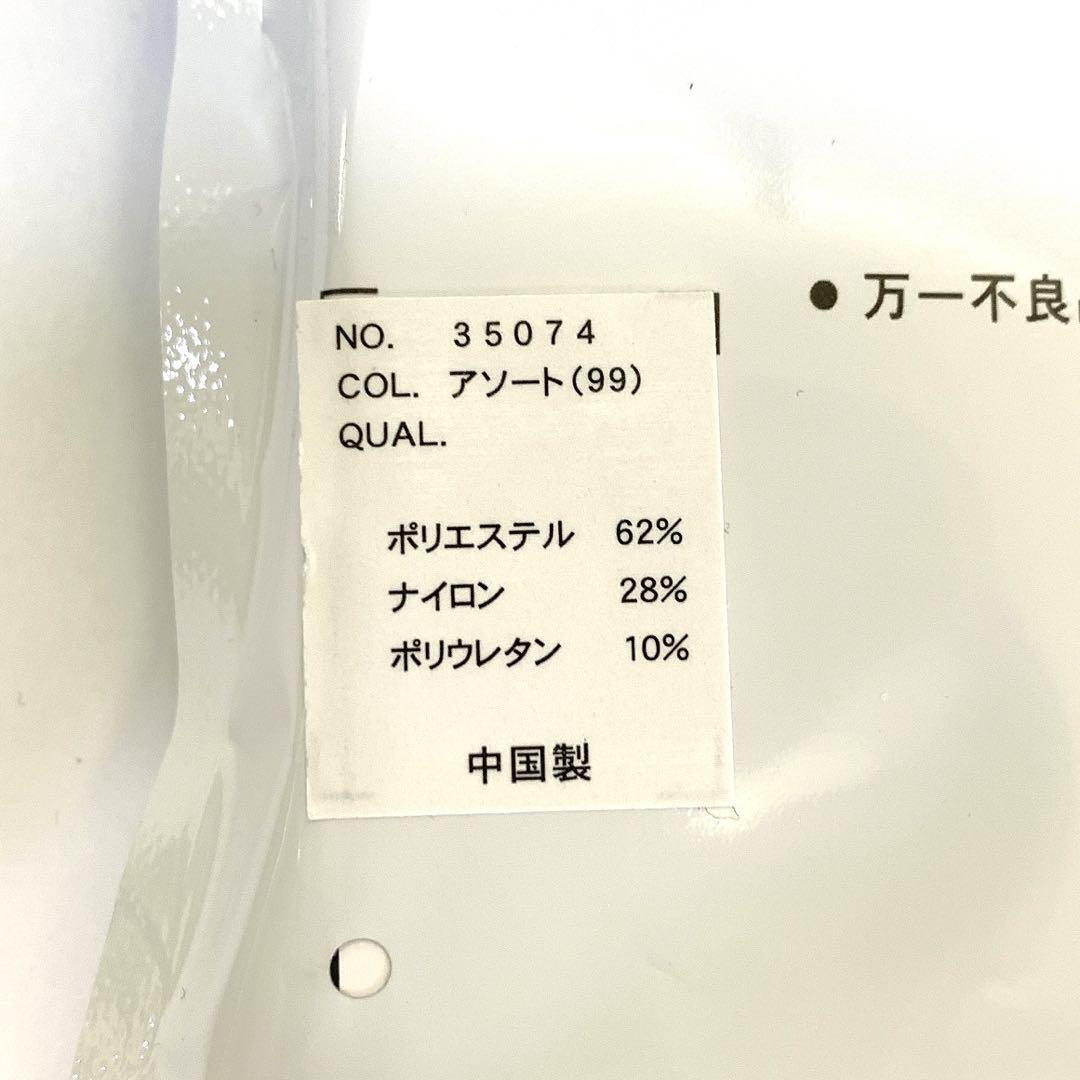 ● 万一不良
NO. 35074
COL. アソート(99)
QUAL.
ポリエステル 62%
ナイロン 28%
ポリウレタン 10%
中国製